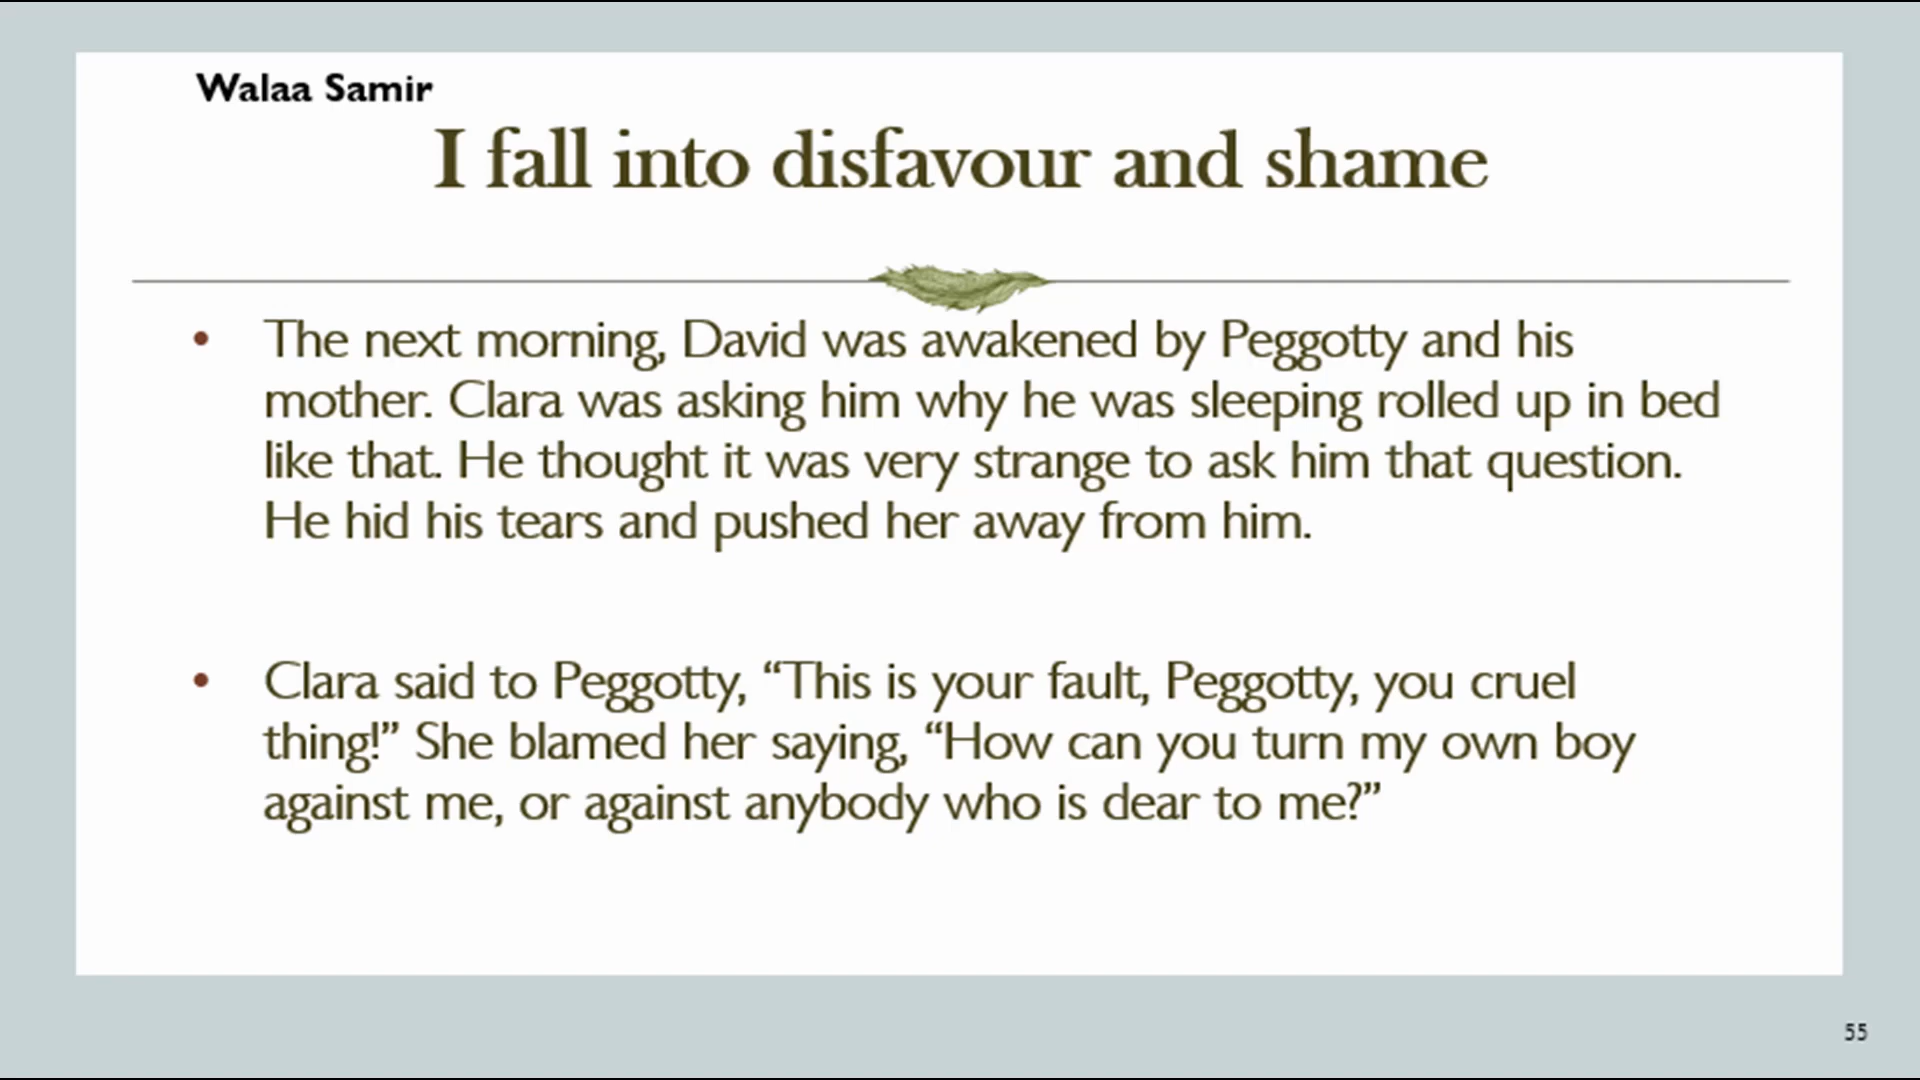 Walaa Samir
I fall into disfavour and shame
• The next morning, David was awakened by Peggotty and his
mother. Clara was asking him why he was sleeping rolled up in bed
like that. He thought it was very strange to ask him that question.
He hid his tears and pushed her away from him.
• Clara said to Peggotty, “This is your fault, Peggotty, you cruel
thing!” She blamed her saying, “How can you turn my own boy
against me, or against anybody who is dear to me?”
55